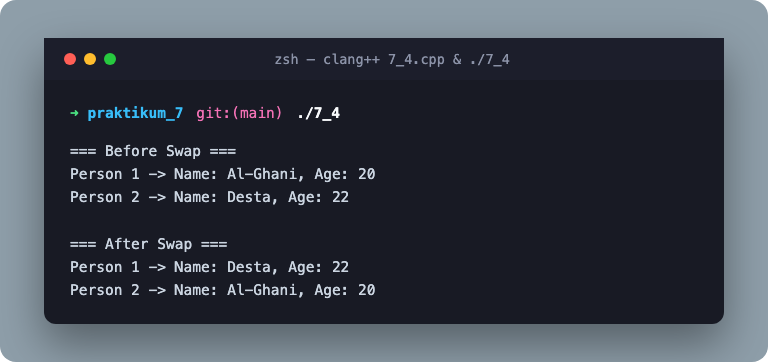 zsh — clang++ 7_4.cpp & ./7_4
→ praktikum_7 git:(main) ./7_4
=== Before Swap ===
Person 1 -> Name: Al-Ghani, Age: 20
Person 2 -> Name: Desta, Age: 22
=== After Swap ===
Person 1 -> Name: Desta, Age: 22
Person 2 -> Name: Al-Ghani, Age: 20